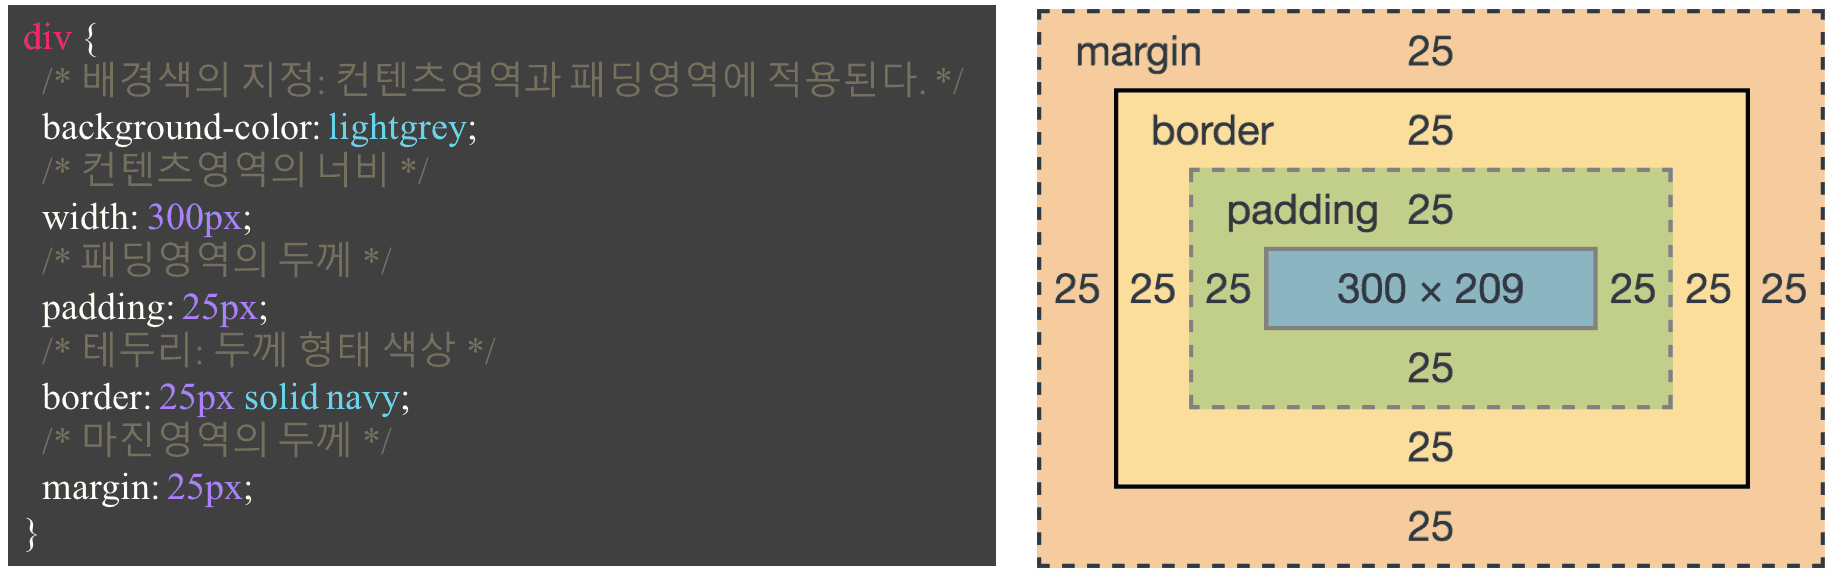 div {
/* 배경색의 지정: 컨텐츠영역과 패딩영역에 적용된다. */
background-color: lightgrey;
/* 컨텐츠영역의 너비 */
width: 300px;
/* 패딩영역의 두께 */
padding: 25px;
/* 테두리: 두께 형태 색상 */
border: 25px solid navy;
/* 마진영역의 두께 */
margin: 25px;
}
margin 25
border 25
padding 25
25 25 25 300 × 209 25 25 25
25
25
25